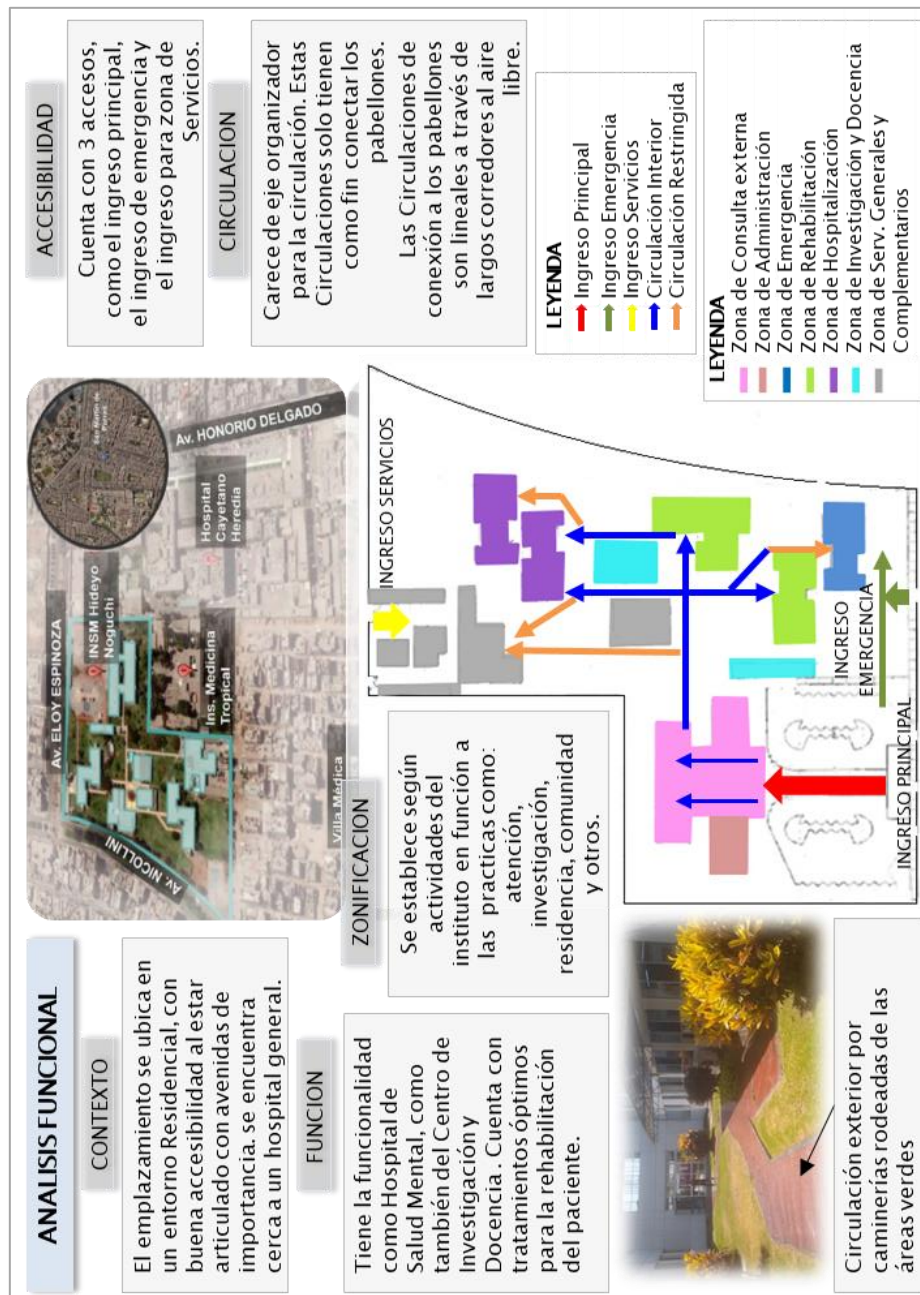 ANALISIS FUNCIONAL
CONTEXTO
El emplazamiento se ubica en
un entorno Residencial, con
buena accesibilidad al estar
articulado con avenidas de
importancia. se encuentra
cerca a un hospital general.
FUNCION
Tiene la funcionalidad
como Hospital de
Salud Mental, como
también del Centro de
Investigación y
Docencia. Cuenta con
tratamientos óptimos
para la rehabilitación
del paciente.
Circulación exterior por
caminerías rodeadas de las
áreas verdes
Av. NICOLLINI
Av. ELOY ESPINOZA
INSM Hideyo
Noguchi
Ins. Medicina
Tropical
Villa Médica
Hospital
Cayetano
Heredia
Av. HONORIO DELGADO
San Martín de
Porres
ZONIFICACION
Se establece según
actividades del
instituto en función a
las practicas como:
atención,
investigación,
residencia, comunidad
y otros.
INGRESO SERVICIOS
INGRESO
EMERGENCIA
INGRESO PRINCIPAL
ACCESIBILIDAD
Cuenta con 3 accesos,
como el ingreso principal,
el ingreso de emergencia y
el ingreso para zona de
Servicios.
CIRCULACION
Carece de eje organizador
para la circulación. Estas
Circulaciones solo tienen
como fin conectar los
pabellones.
Las Circulaciones de
conexión a los pabellones
son lineales a través de
largos corredores al aire
libre.
LEYENDA
Ingreso Principal
Ingreso Emergencia
Ingreso Servicios
Circulación Interior
Circulación Restringida
LEYENDA
Zona de Consulta externa
Zona de Administración
Zona de Emergencia
Zona de Rehabilitación
Zona de Hospitalización
Zona de Investigación y Docencia
Zona de Serv. Generales y
Complementarios